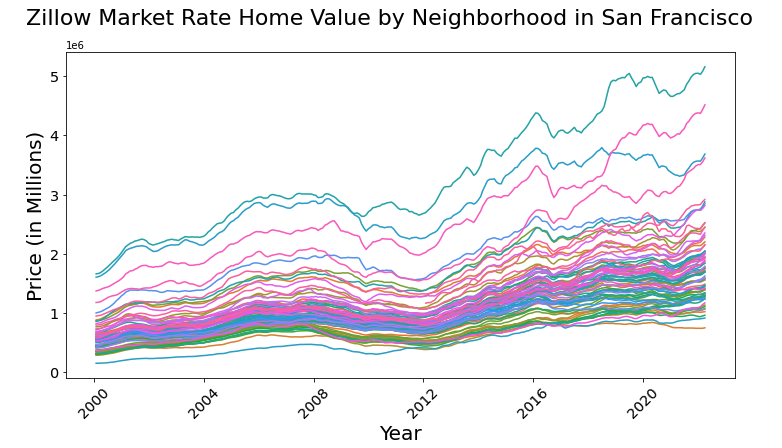 Zillow Market Rate Home Value by Neighborhood in San Francisco
1e6
5
4
3
2
1
0
Price (in Millions)
2000 2004 2008 2012 2016 2020
Year